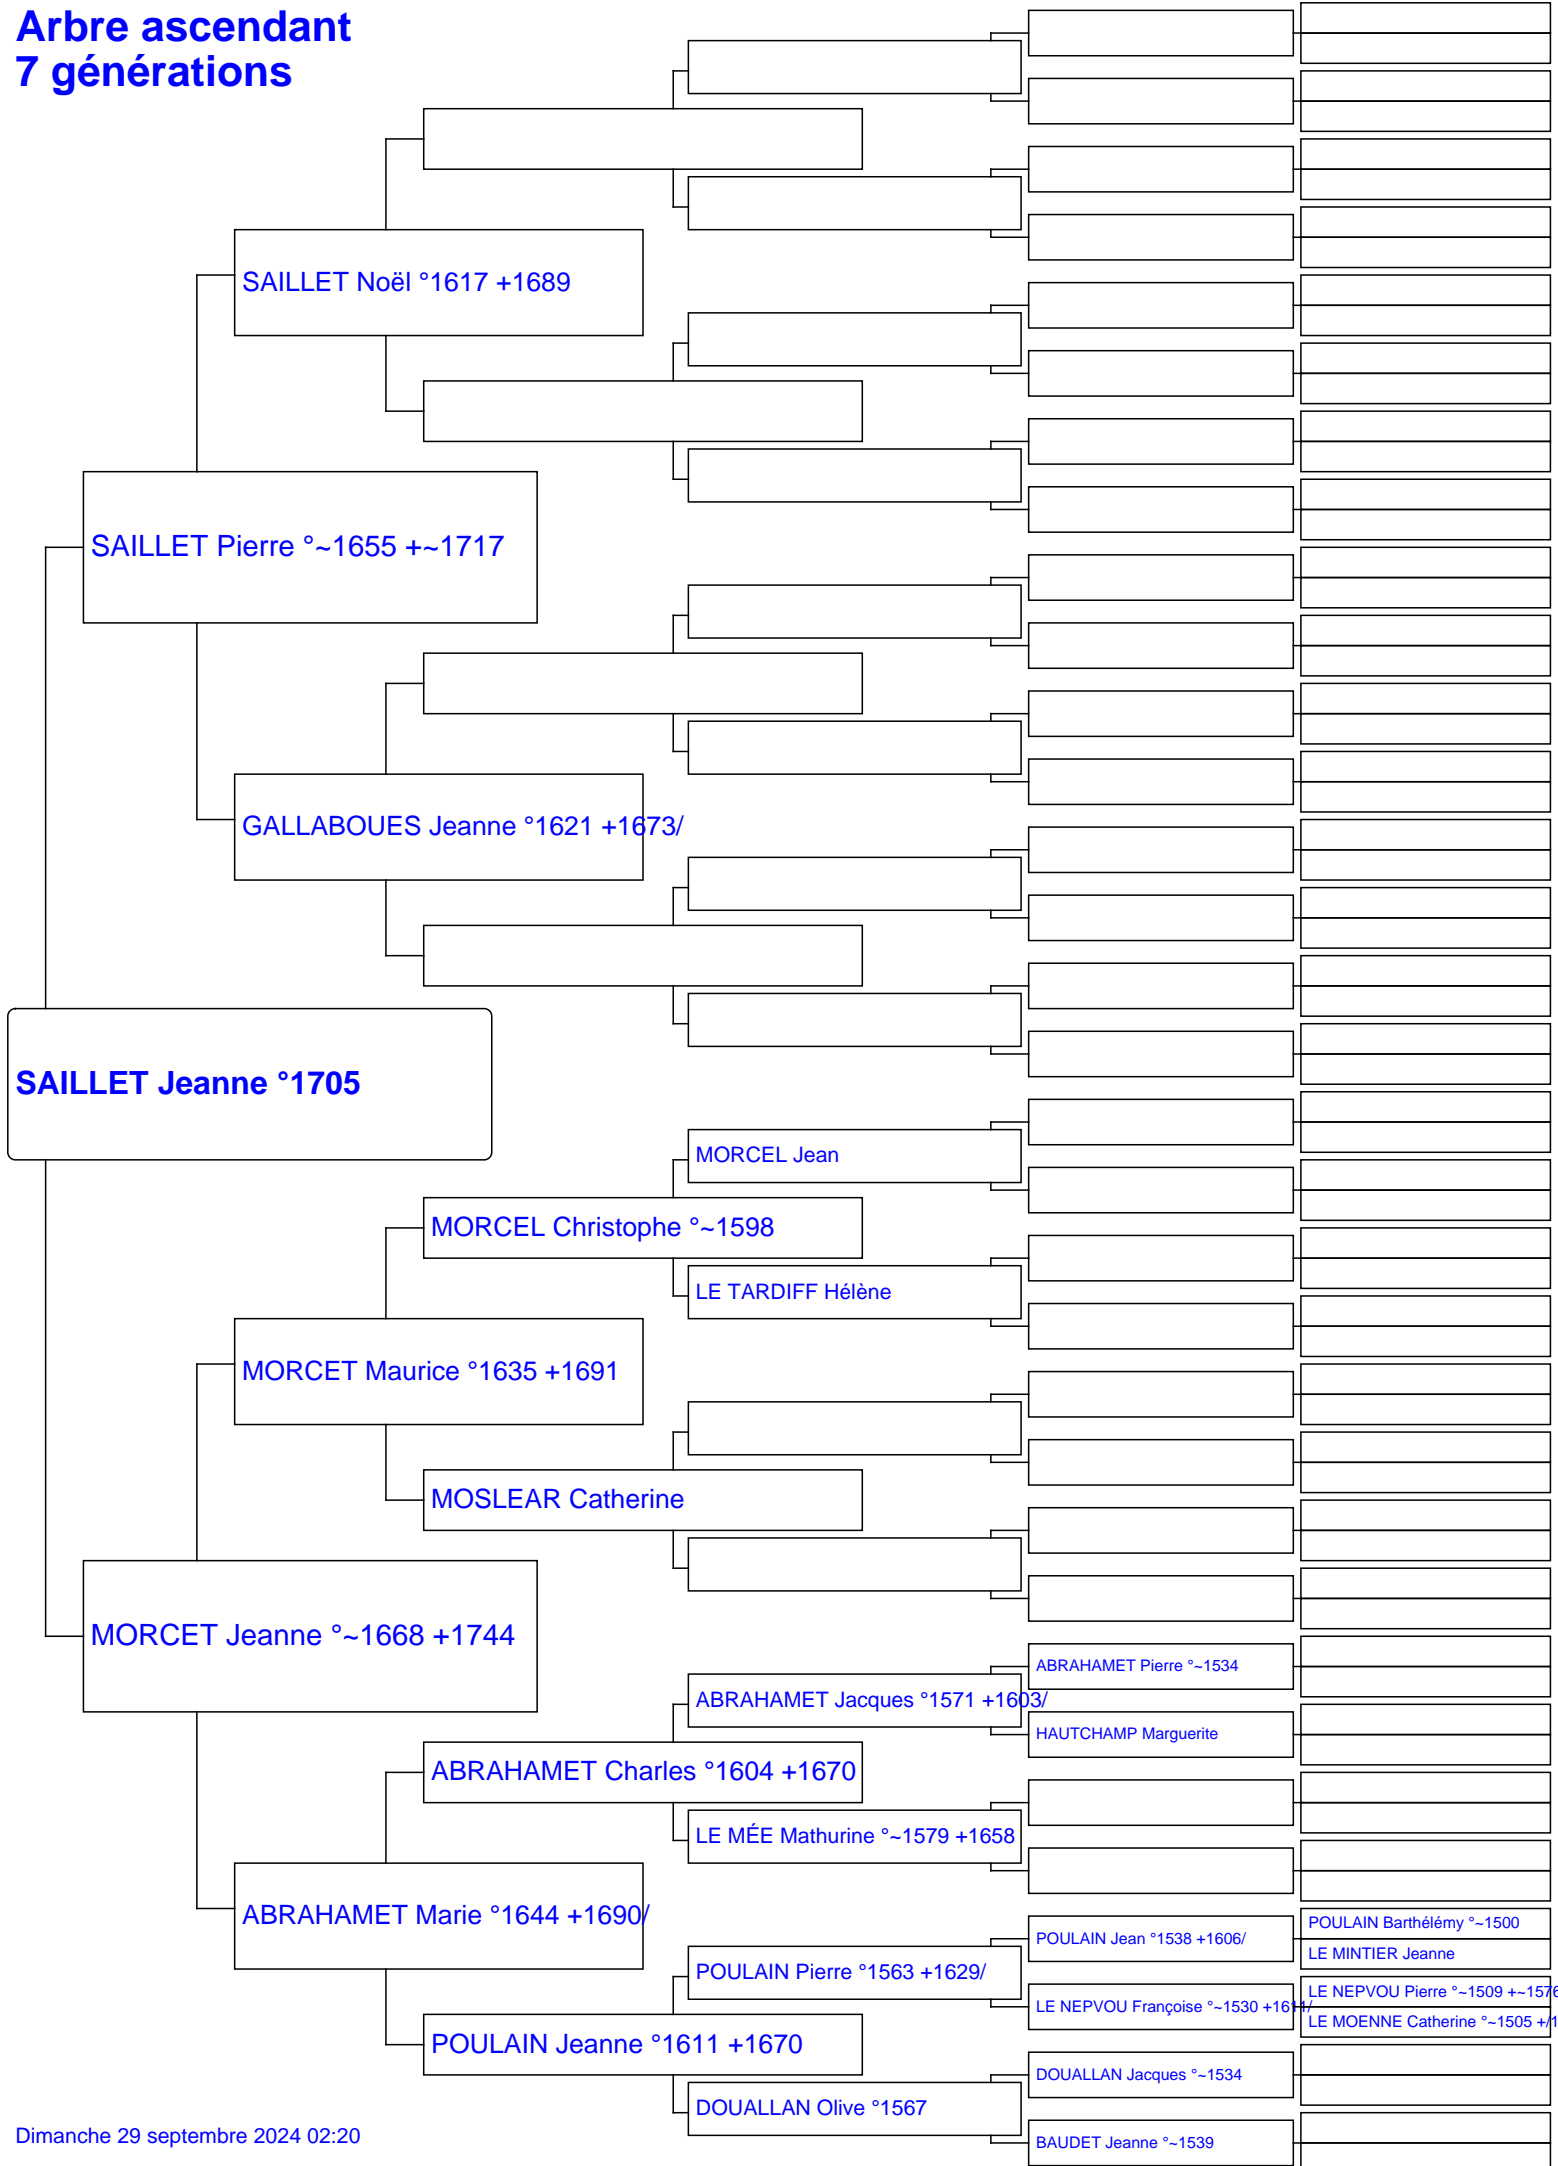 Arbre ascendant
7 générations
SAILLET Noël °1617 +1689
SAILLET Pierre °~1655 +~1717
GALLABOUES Jeanne °1621 +1673/
SAILLET Jeanne °1705
MORCEL Jean
MORCEL Christophe °~1598
LE TARDIFF Hélène
MORCET Maurice °1635 +1691
MOSLEAR Catherine
MORCET Jeanne °~1668 +1744
ABRAHAMET Pierre °~1534
ABRAHAMET Jacques °1571 +1603/
HAUTCHAMP Marguerite
ABRAHAMET Charles °1604 +1670
LE MÉE Mathurine °~1579 +1658
ABRAHAMET Marie °1644 +1690/
POULAIN Barthélémy °~1500
POULAIN Jean °1538 +1606/
LE MINTIER Jeanne
POULAIN Pierre °1563 +1629/
LE NEPVOU Pierre °~1509 +~1576
LE NEPVOU Françoise °~1530 +1611/
LE MOENNE Catherine °~1505 +/1
POULAIN Jeanne °1611 +1670
DOUALLAN Jacques °~1534
DOUALLAN Olive °1567
BAUDET Jeanne °~1539
Dimanche 29 septembre 2024 02:20